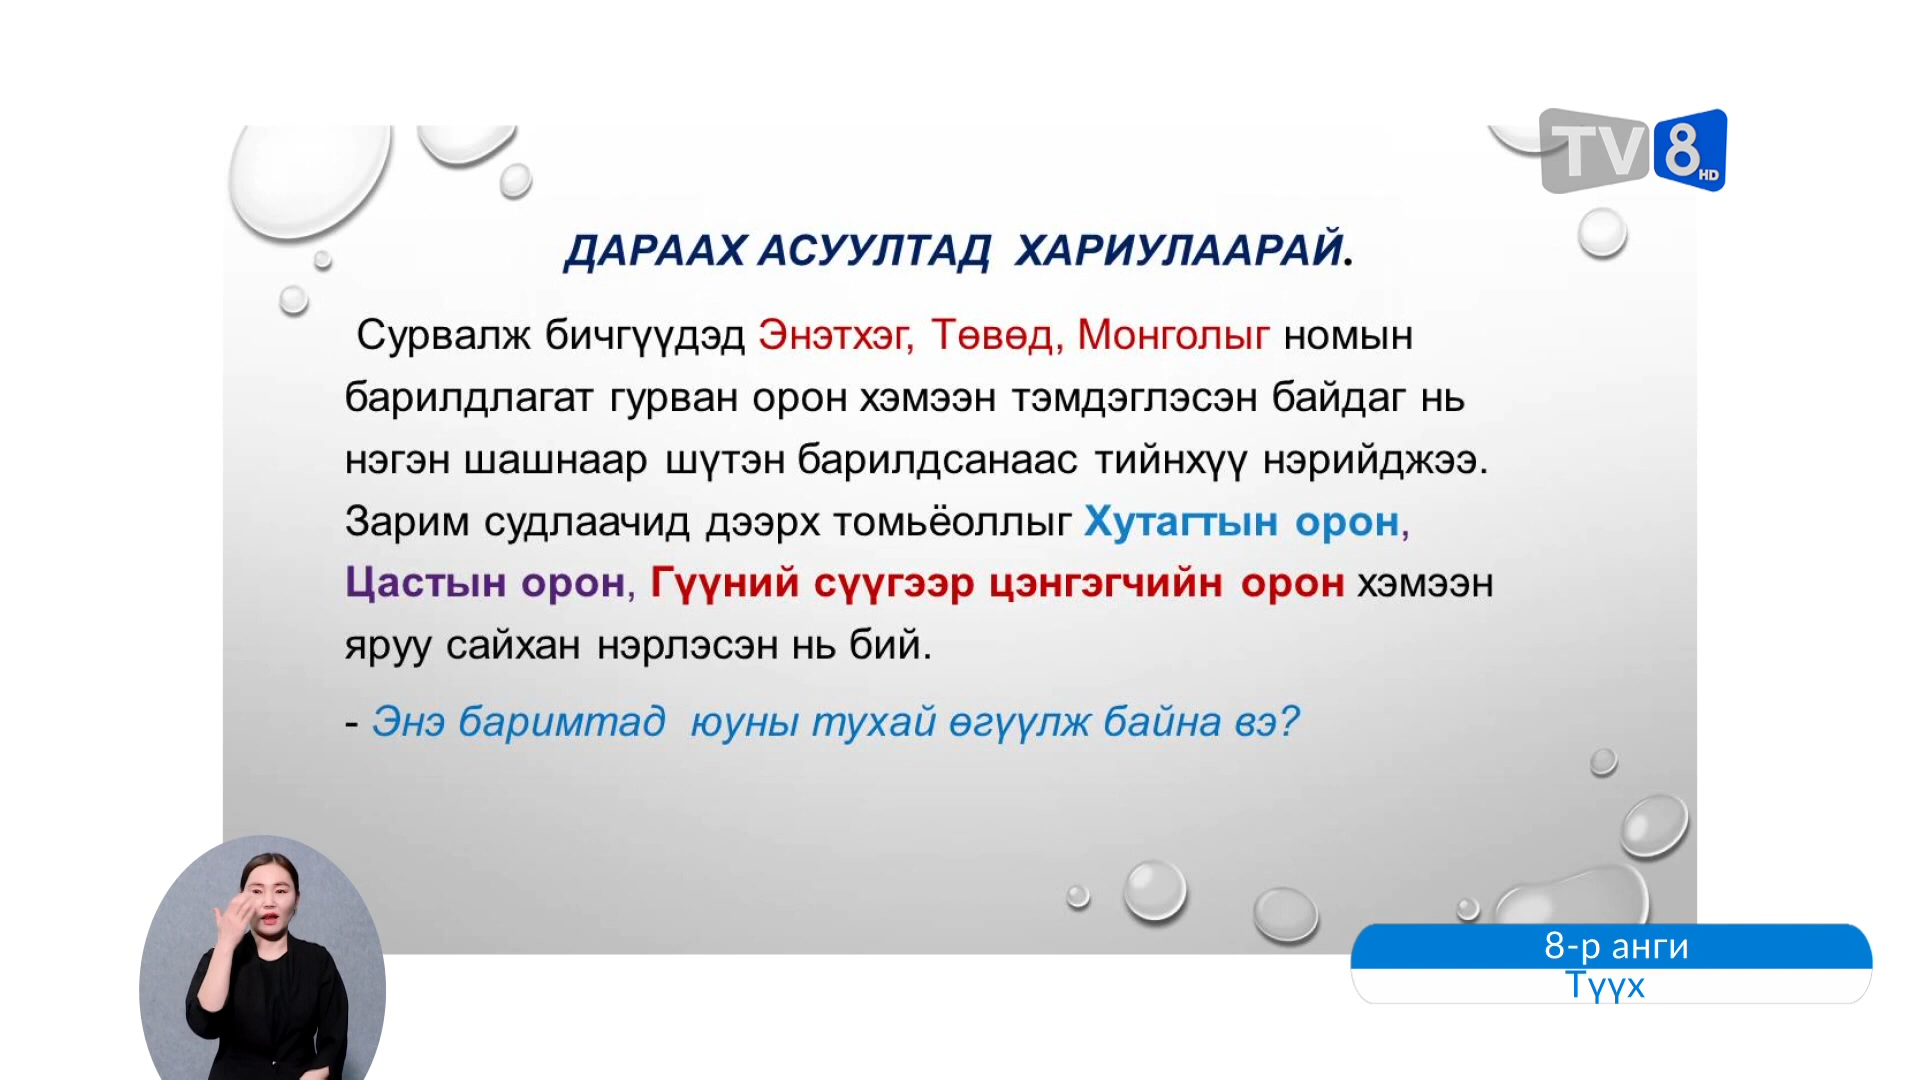 TV8 HD
ДАРААХ АСУУЛТАД ХАРИУЛААРАЙ.
Сурвалж бичгүүдэд Энэтхэг, Төвөд, Монголыг номын
барилдлагат гурван орон хэмээн тэмдэглэсэн байдаг нь
нэгэн шашнаар шүтэн барилдсанаас тийнхүү нэрийджээ.
Зарим судлаачид дээрх томьёоллыг Хутагтын орон,
Цастын орон, Гүүний сүүгээр цэнгэгчийн орон хэмээн
яруу сайхан нэрлэсэн нь бий.
- Энэ баримтад юуны тухай өгүүлж байна вэ?
8-р анги
Түүх